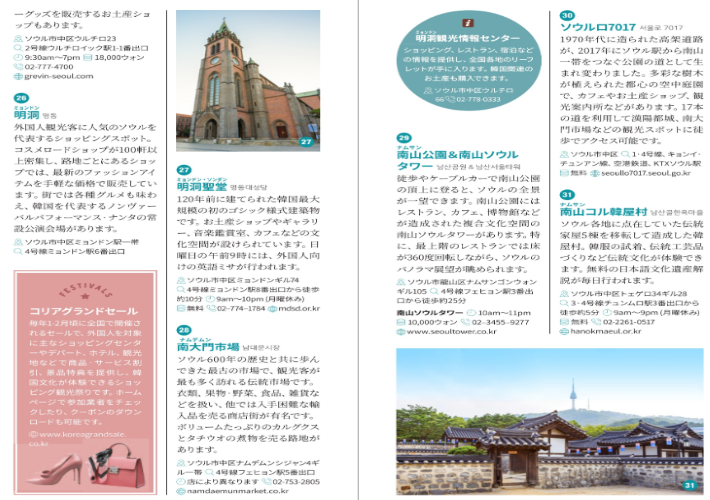 ーグッズを販売するお土産ショ
ップもあります。
ソウル市中区ウルチロ23
2号線ウルチロイック駅1-1番出口
9:30am～7pm 18,000ウォン
02-777-4700
grevin-seoul.com
26
ミョンドン
明洞 명동
外国人観光客に人気のソウルを
代表するショッピングスポット。
コスメロードショップが100軒以
上密集し、路地ごとにあるショッ
プでは、最新のファッションアイ
テムを手軽な価格で販売してい
ます。街では各種グルメも味わ
え、韓国を代表するノンヴァー
バルパフォーマンス・ナンタの常
設公演会場があります。
ソウル市中区ミョンドン駅一帯
4号線ミョンドン駅6番出口
FESTIVALS
コリアグランドセール
毎年1-2月頃に全国で開催さ
れるセールで、外国人を対象
に主なショッピングセンタ
ーやデパート、ホテル、観光
地などで商品・サービス割
引、景品特典を提供し、韓
国文化が体験できるショッ
ピング観光祭りです。ホーム
ページで参加業者をチェッ
クしたり、クーポンのダウン
ロードも可能です。
www.koreagrandsale.
co.kr
27
27
ミョンドン・ソンダン
明洞聖堂 명동대성당
120年前に建てられた韓国最大
規模の初のゴシック様式建築物
です。お土産ショップやギャラリ
ー、音楽鑑賞室、カフェなどの文
化空間が設けられています。日
曜日の午前9時には、外国人向
けの英語ミサが行われます。
ソウル市中区ミョンドンギル74
4号線ミョンドン駅8番出口から徒歩
約10分 9am～10pm (月曜休み)
無料 02-774-1784 mdsd.or.kr
28
ナムデムン
南大門市場 남대문시장
ソウル600年の歴史と共に歩ん
できた最古の市場で、観光客が
最も多く訪れる伝統市場です。
衣類、果物・野菜、食品、雑貨な
どを扱い、他では入手困難な輸
入品を売る商店街が有名です。
ボリュームたっぷりのカルグクス
とタチウオの煮物を売る路地が
あります。
ソウル市中区ナムデムンシジャン4ギ
ル一帯 4号線フェヒョン駅5番出口
店により異なります 02-753-2805
namdaemunmarket.co.kr
i
ミョンドン
明洞観光情報センター
ショッピング、レストラン、宿泊など
の情報を提供し、全国各地のリーフ
レットが手に入ります。韓国関連の
お土産も購入できます。
ソウル市中区ウルチロ
66 02-778-0333
29
ナムサン
南山公園＆南山ソウル
タワー 남산공원 & 남산서울타워
徒歩やケーブルカーで南山公園
の頂上に登ると、ソウルの全景
が一望できます。南山公園には
レストラン、カフェ、博物館など
が造成された複合文化空間の
南山ソウルタワーがあります。特
に、最上階のレストランでは床
が360度回転しながら、ソウルの
パノラマ展望が眺められます。
ソウル市龍山区ナムサンゴンウォン
ギル105 4号線フェヒョン駅3番出
口から徒歩約25分
南山ソウルタワー 10am～11pm
10,000ウォン 02-3455-9277
www.seoultower.co.kr
30
ソウル路7017 서울로 7017
1970年代に造られた高架道路
が、2017年にソウル駅から南山
一帯をつなぐ公園の道として生
まれ変わりました。多彩な樹木
が植えられた都心の空中庭園
で、カフェやお土産ショップ、観
光案内所などがあります。17本
の道を利用して漢陽都城、南大
門市場などの観光スポットに徒
歩でアクセス可能です。
ソウル市中区 1・4号線、キョンイ・
チュンアン線、空港鉄道、KTXソウル駅
無料 seoullo7017.seoul.go.kr
31
ナムサン
南山コル韓屋村 남산골한옥마을
ソウル各地に点在していた伝統
家屋5棟を移転して造成した韓
屋村。韓服の試着、伝統工芸品
づくりなど伝統文化が体験でき
ます。無料の日本語文化遺産解
説が毎日行われます。
ソウル市中区トェゲロ34ギル28
3・4号線チュンムロ駅3番出口から
徒歩約5分 9am～9pm (月曜休み)
無料 02-2261-0517
hanokmaeul.or.kr
31